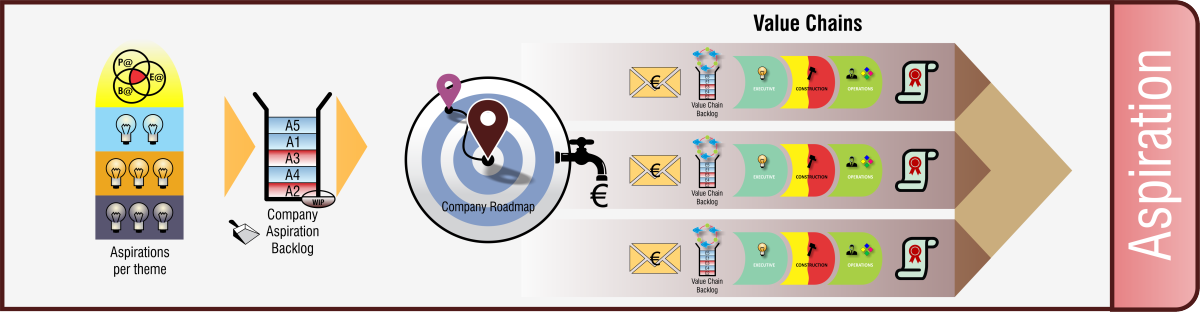 Value Chains
P@
E@
B@
Aspirations
per theme
A5
A1
A3
A4
A2
WIP
Company
Aspiration
Backlog
Company Roadmap
€
€
Value Chain
Backlog
EXECUTIVE
CONSTRUCTION
OPERATIONS
€
Value Chain
Backlog
EXECUTIVE
CONSTRUCTION
OPERATIONS
€
Value Chain
Backlog
EXECUTIVE
CONSTRUCTION
OPERATIONS
Aspiration